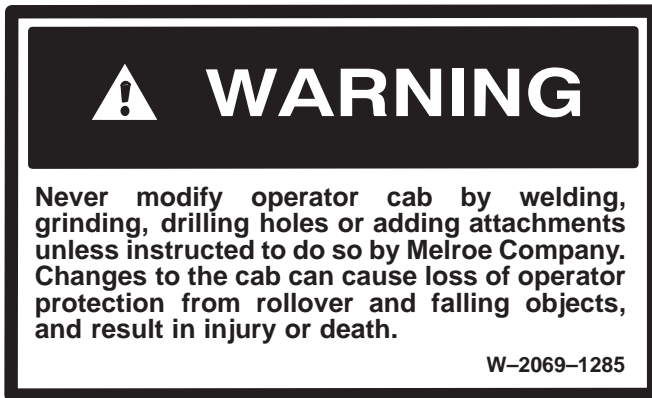 WARNING
Never modify operator cab by welding,
grinding, drilling holes or adding attachments
unless instructed to do so by Melroe Company.
Changes to the cab can cause loss of operator
protection from rollover and falling objects,
and result in injury or death.
W–2069–1285